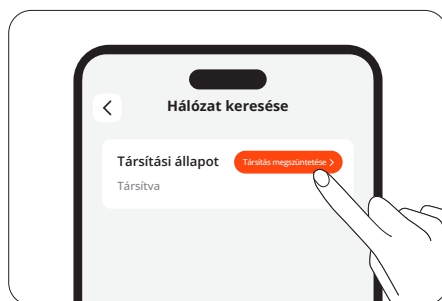 Hálózat keresése
Társítási állapot
Társítás megszüntetése
Társítva